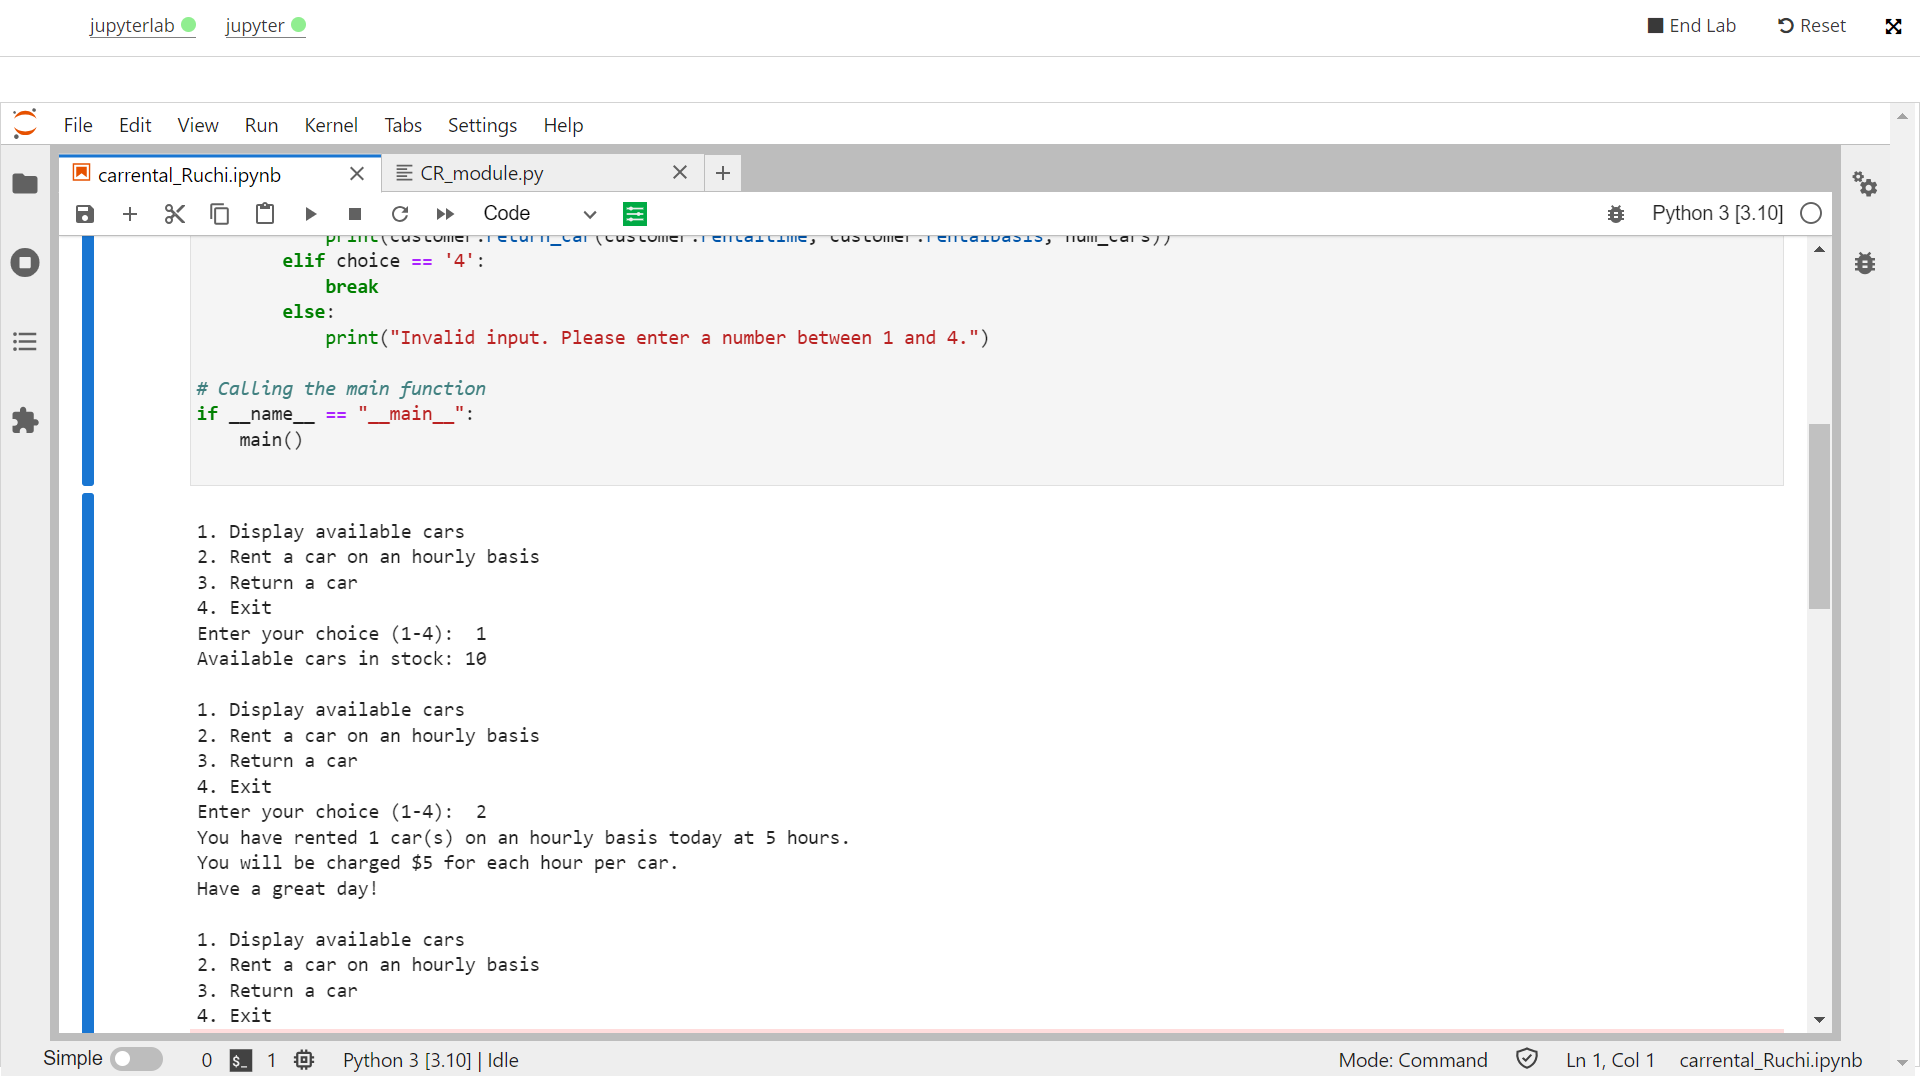 jupyterlab jupyter End Lab Reset
File Edit View Run Kernel Tabs Settings Help
carrental_Ruchi.ipynb CR_module.py
Code Python 3 [3.10]
print(customer.return_car(customer.rentaltime, customer.rentalbasis, num_cars))
elif choice == '4':
break
else:
print("Invalid input. Please enter a number between 1 and 4.")
# Calling the main function
if __name__ == "__main__":
main()
1. Display available cars
2. Rent a car on an hourly basis
3. Return a car
4. Exit
Enter your choice (1-4):  1
Available cars in stock: 10
1. Display available cars
2. Rent a car on an hourly basis
3. Return a car
4. Exit
Enter your choice (1-4):  2
You have rented 1 car(s) on an hourly basis today at 5 hours.
You will be charged $5 for each hour per car.
Have a great day!
1. Display available cars
2. Rent a car on an hourly basis
3. Return a car
4. Exit
Simple 0 $_ 1 Python 3 [3.10] | Idle Mode: Command Ln 1, Col 1 carrental_Ruchi.ipynb